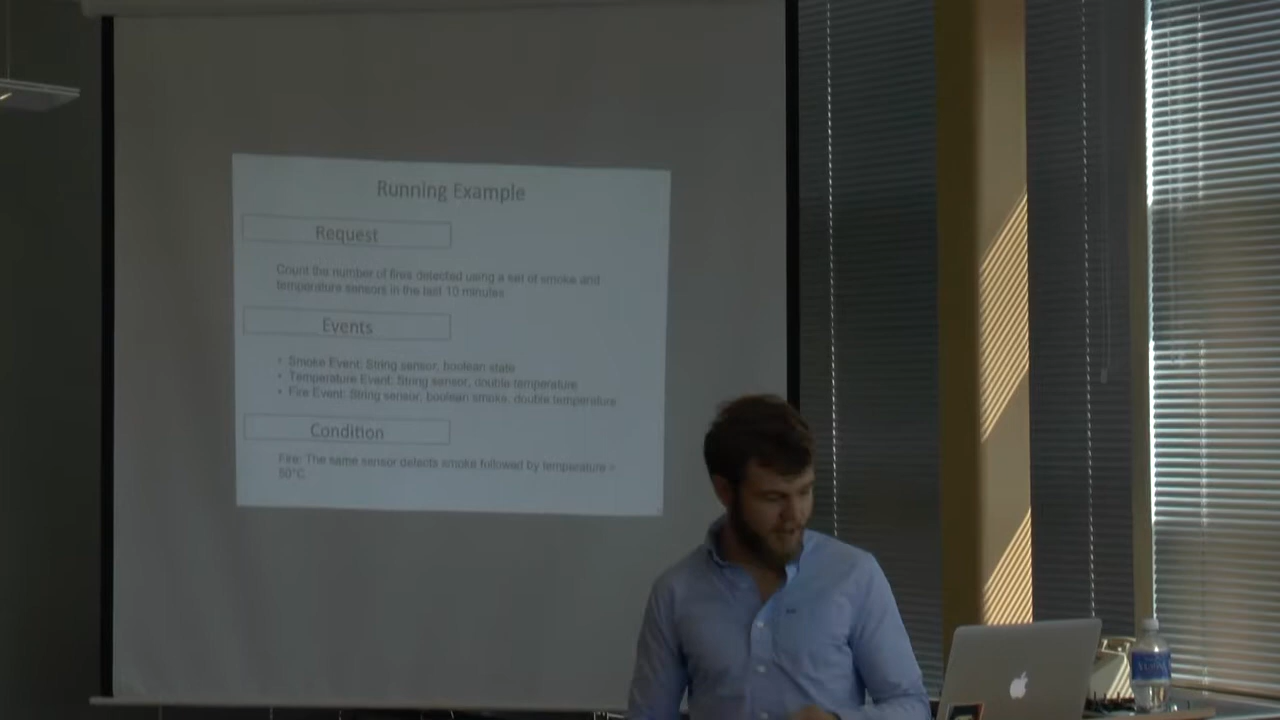 Running Example
Request
Count the number of fires detected using a set of smoke and
temperature sensors in the last 10 minutes
Events
• Smoke Event: String sensor, boolean state
• Temperature Event: String sensor, double temperature
• Fire Event: String sensor, boolean smoke, double temperature
Condition
Fire: The same sensor detects smoke followed by temperature